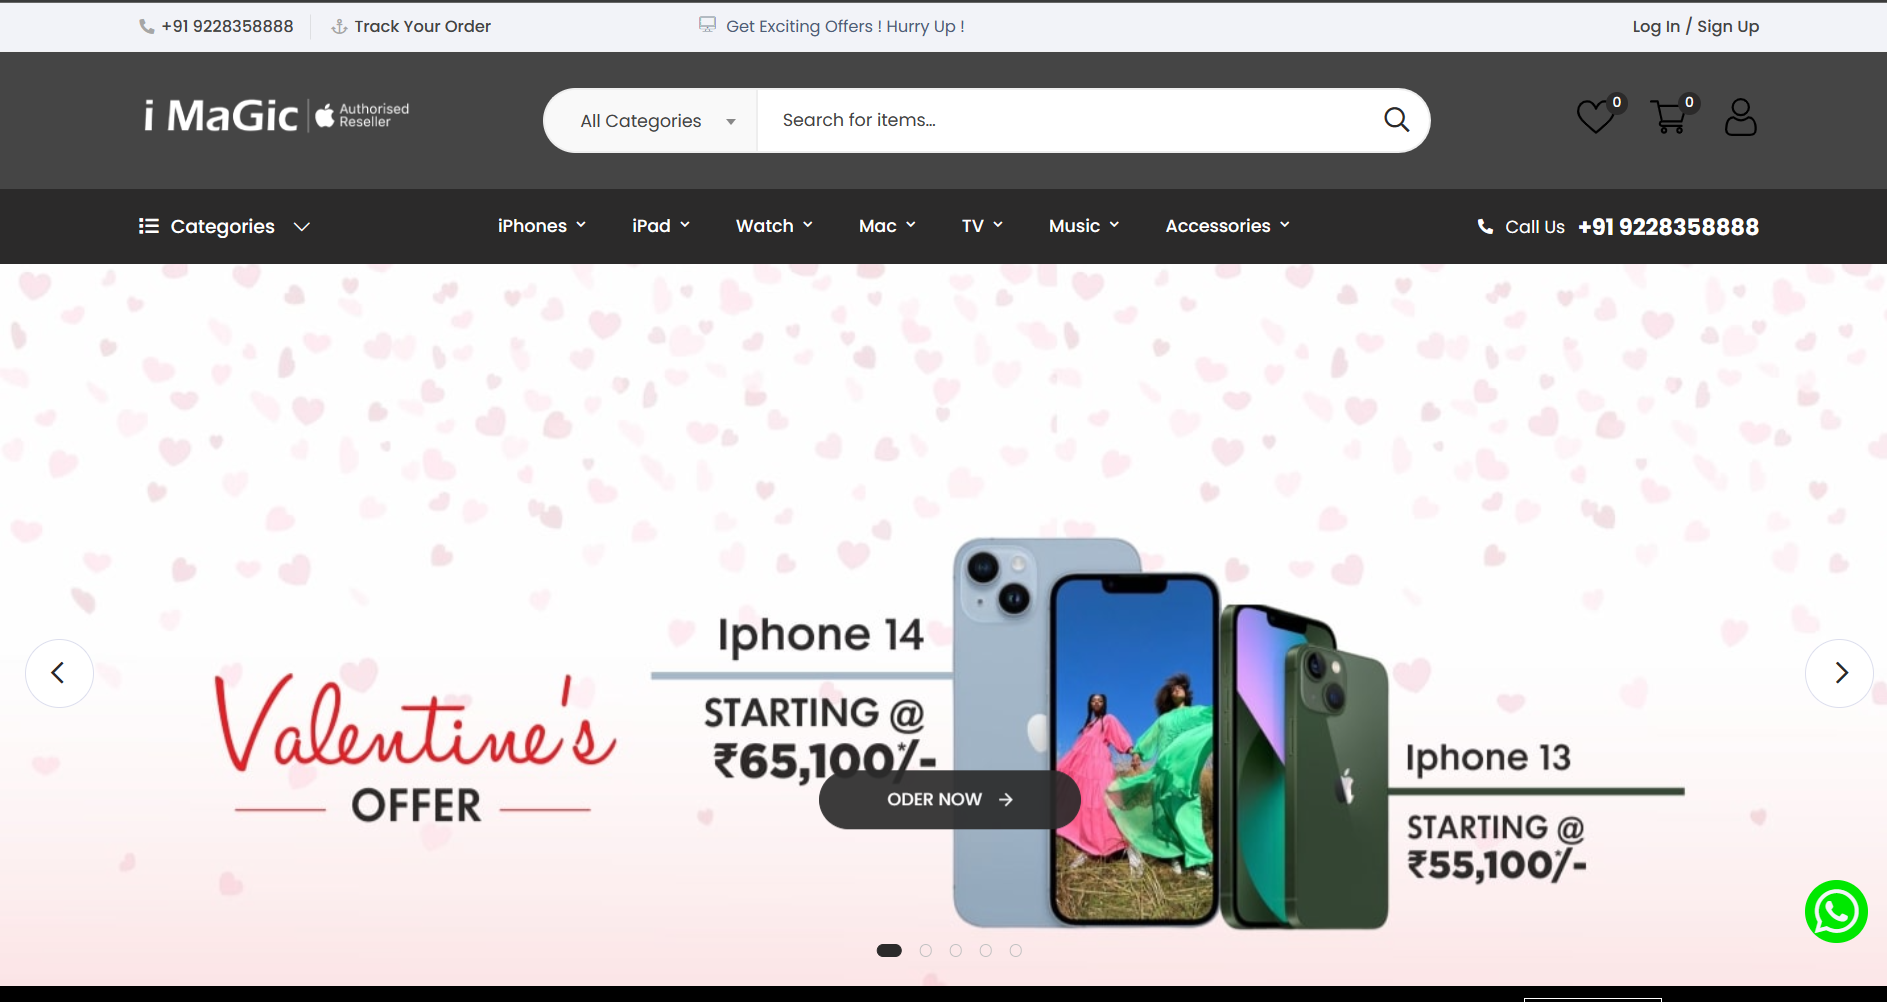 +91 9228358888
Track Your Order
Get Exciting Offers ! Hurry Up !
Log In / Sign Up
i MaGic
Authorised
Reseller
All Categories
Search for items...
0
0
Categories
iPhones
iPad
Watch
Mac
TV
Music
Accessories
Call Us +91 9228358888
Valentine's
OFFER
Iphone 14
STARTING @
₹65,100*/-
ODER NOW
Iphone 13
STARTING @
₹55,100*/-